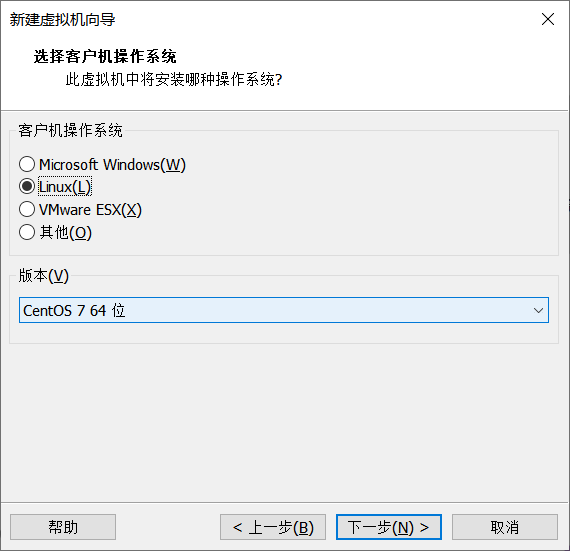 新建虚拟机向导
选择客户机操作系统
此虚拟机中将安装哪种操作系统?
客户机操作系统
Microsoft Windows(W)
Linux(L)
VMware ESX(X)
其他(O)
版本(V)
CentOS 7 64 位
帮助
< 上一步(B)
下一步(N) >
取消